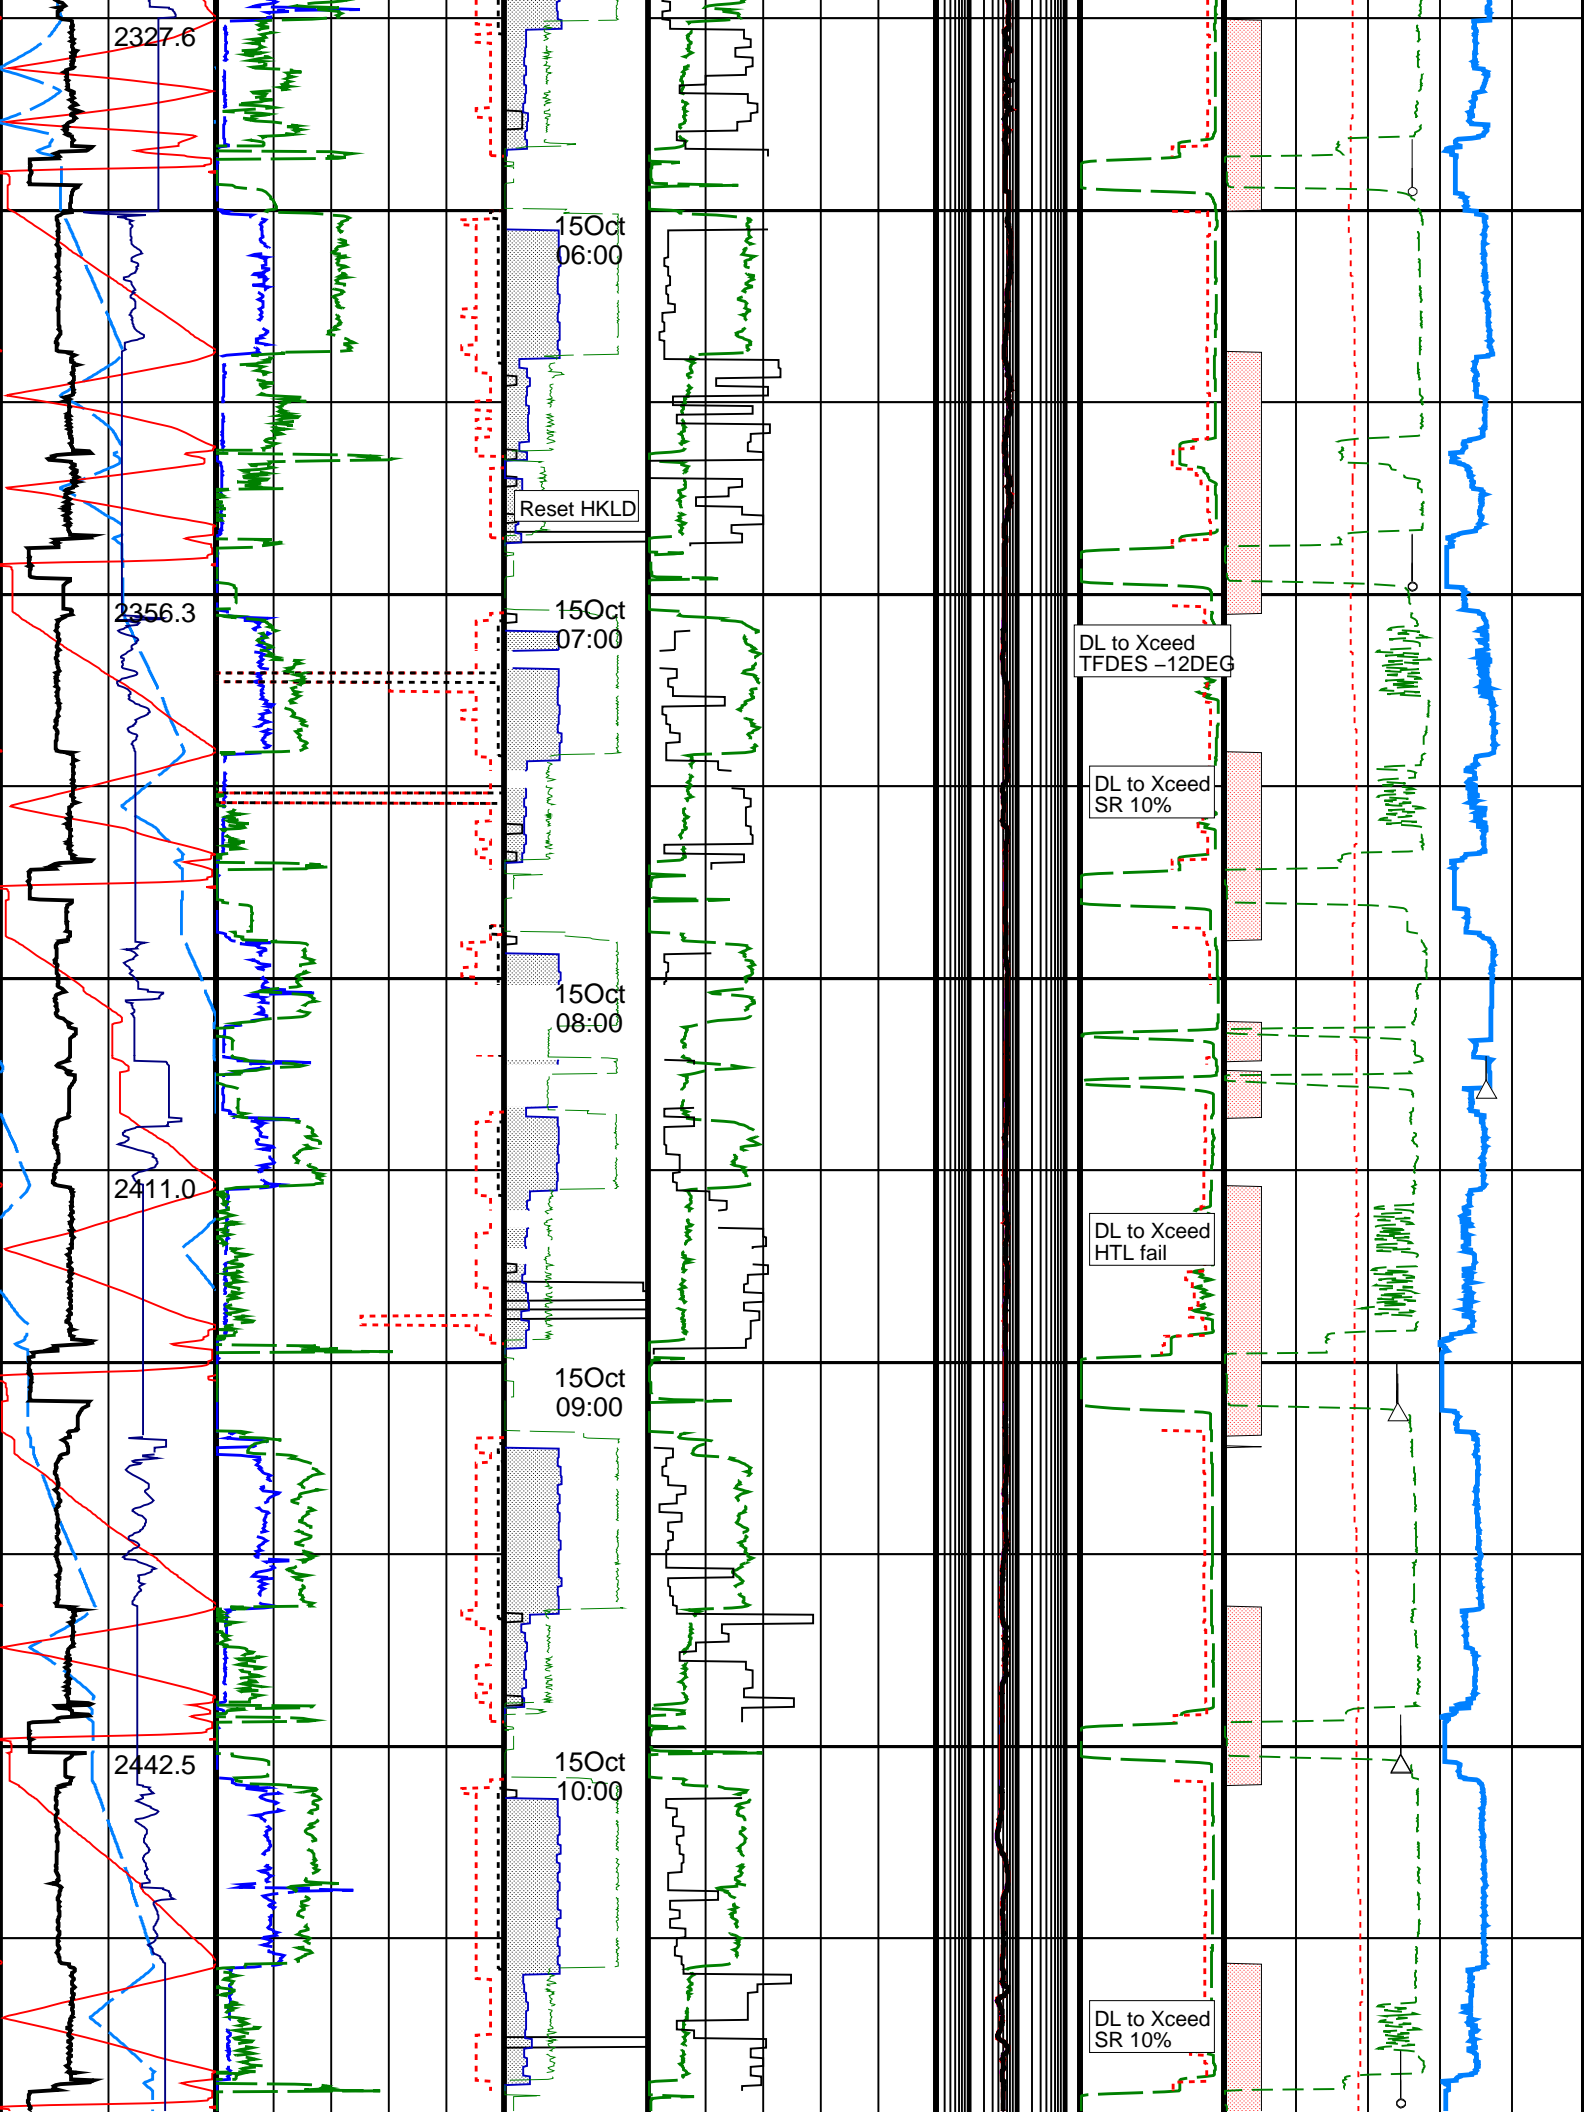 2327.6
15Oct
06:00
Reset HKLD
2356.3
15Oct
07:00
DL to Xceed
TFDES –12DEG
DL to Xceed
SR 10%
15Oct
08:00
2411.0
DL to Xceed
HTL fail
15Oct
09:00
2442.5
15Oct
10:00
DL to Xceed
SR 10%